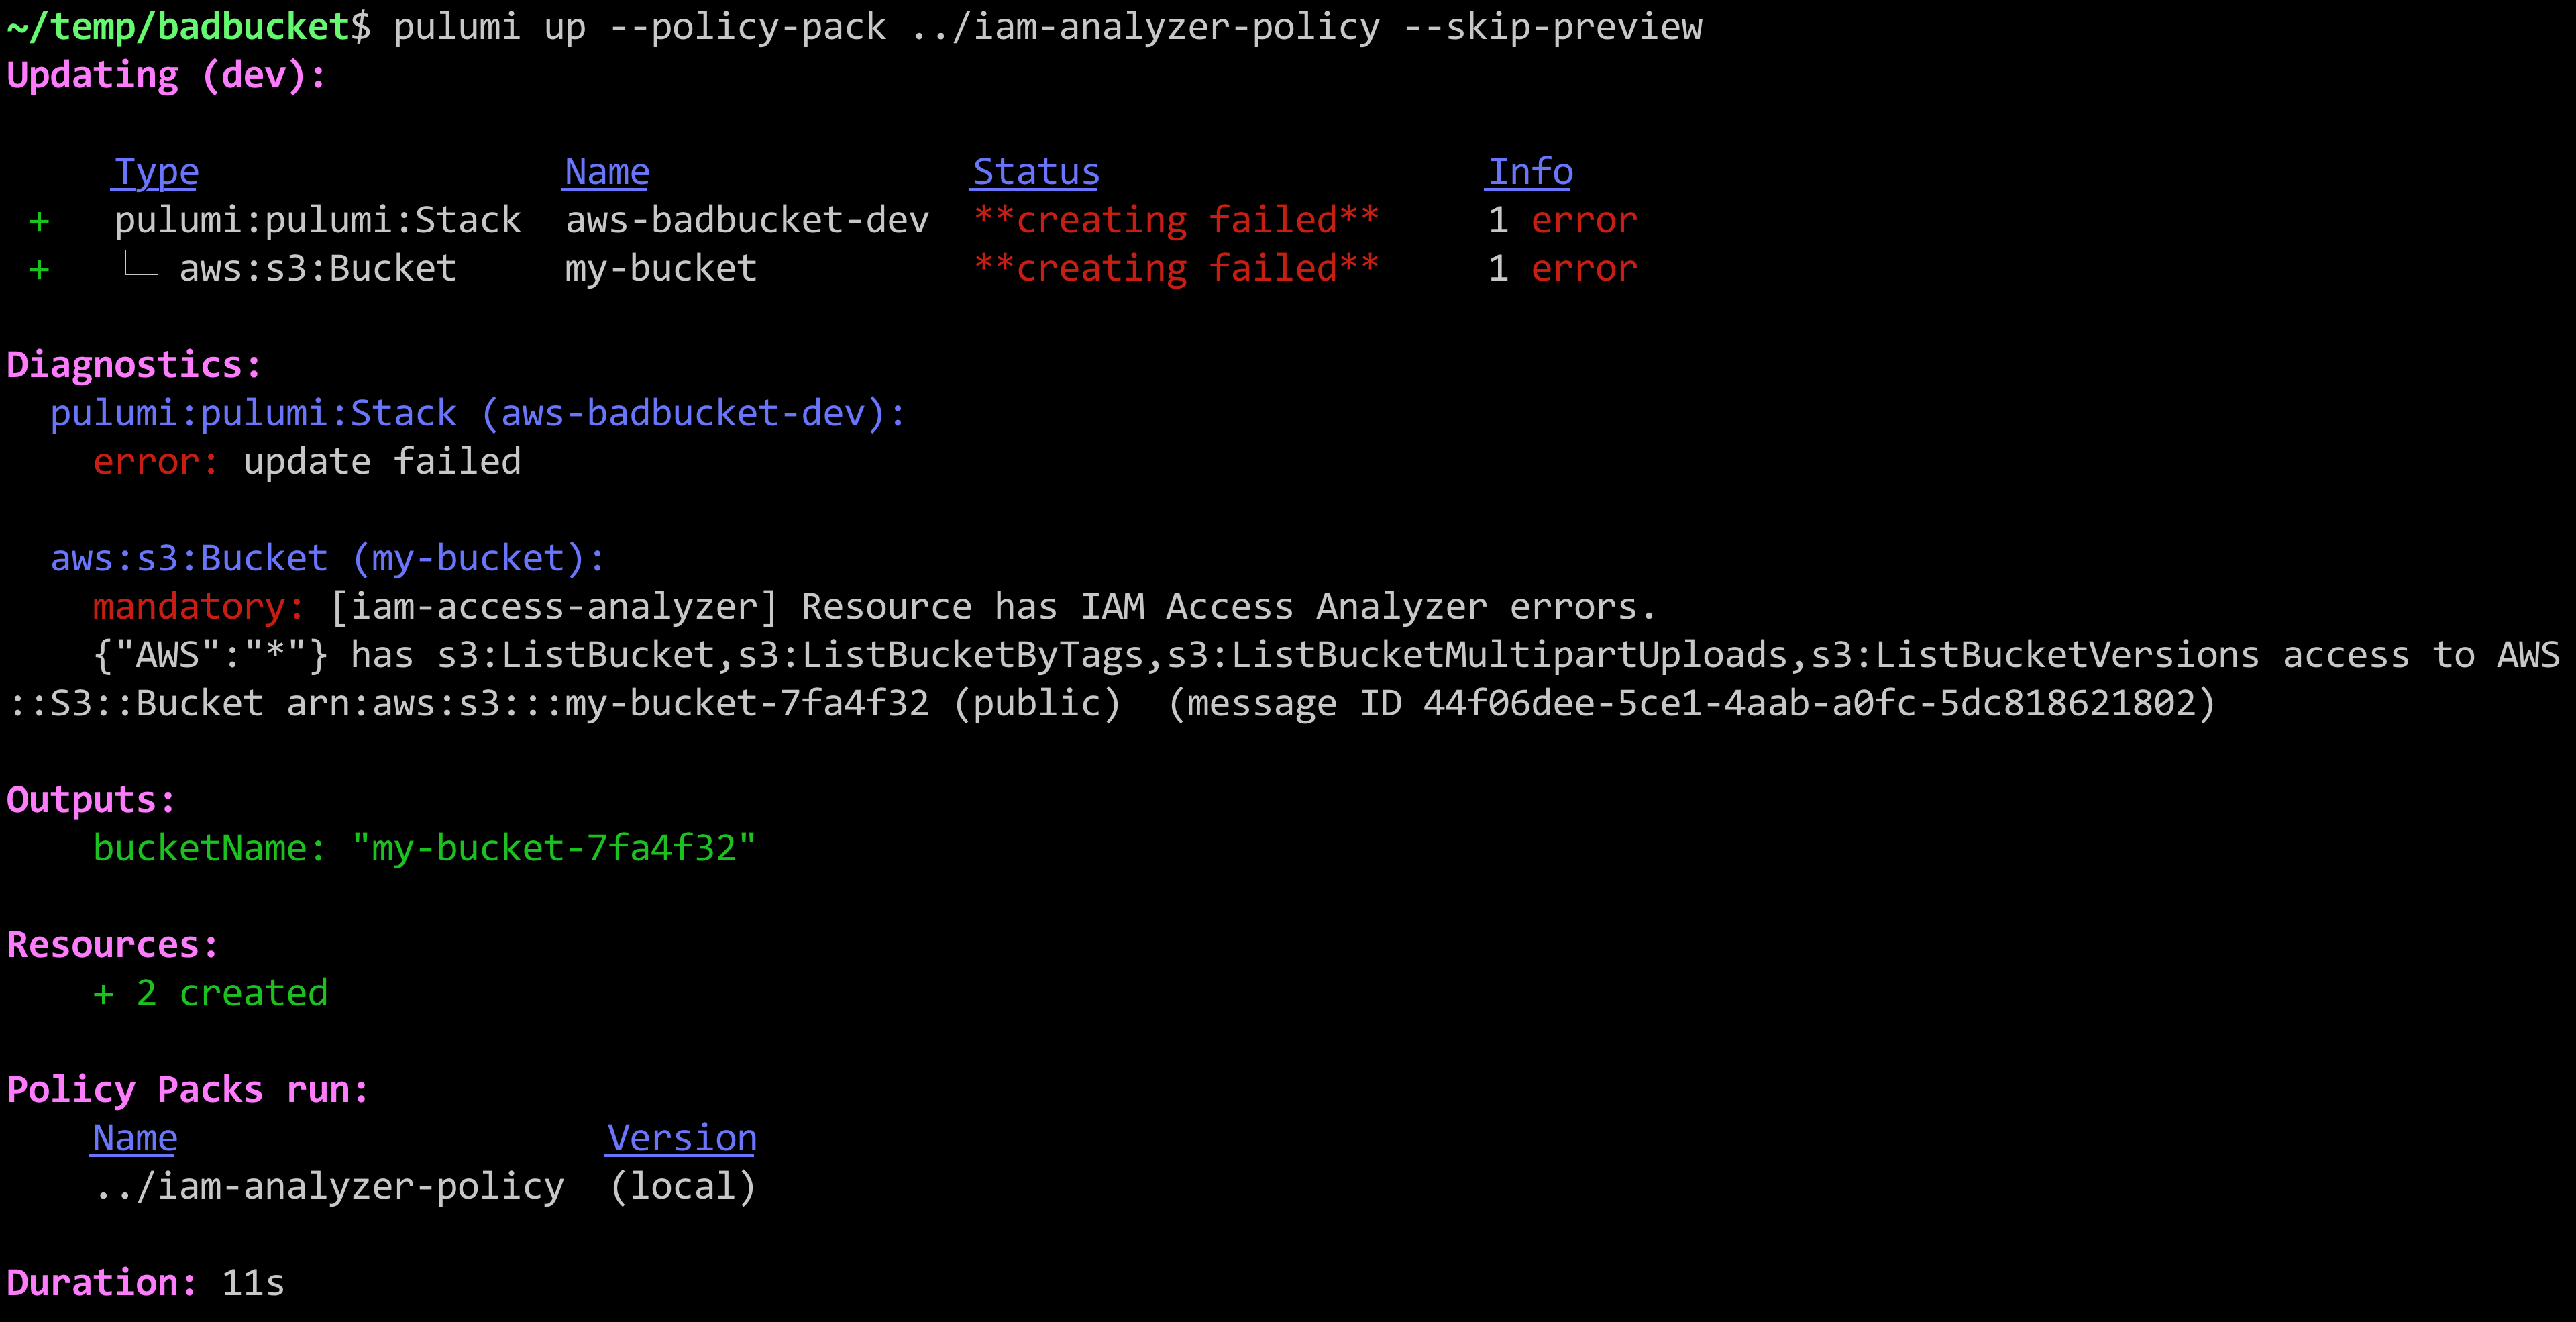 ~/temp/badbucket$ pulumi up --policy-pack ../iam-analyzer-policy --skip-preview
Updating (dev):
Type Name Status Info
+ pulumi:pulumi:Stack aws-badbucket-dev **creating failed** 1 error
+ └─ aws:s3:Bucket my-bucket **creating failed** 1 error
Diagnostics:
pulumi:pulumi:Stack (aws-badbucket-dev):
error: update failed
aws:s3:Bucket (my-bucket):
mandatory: [iam-access-analyzer] Resource has IAM Access Analyzer errors.
{"AWS":"*"} has s3:ListBucket,s3:ListBucketByTags,s3:ListBucketMultipartUploads,s3:ListBucketVersions access to AWS
::S3::Bucket arn:aws:s3:::my-bucket-7fa4f32 (public)  (message ID 44f06dee-5ce1-4aab-a0fc-5dc818621802)
Outputs:
bucketName: "my-bucket-7fa4f32"
Resources:
+ 2 created
Policy Packs run:
Name Version
../iam-analyzer-policy (local)
Duration: 11s